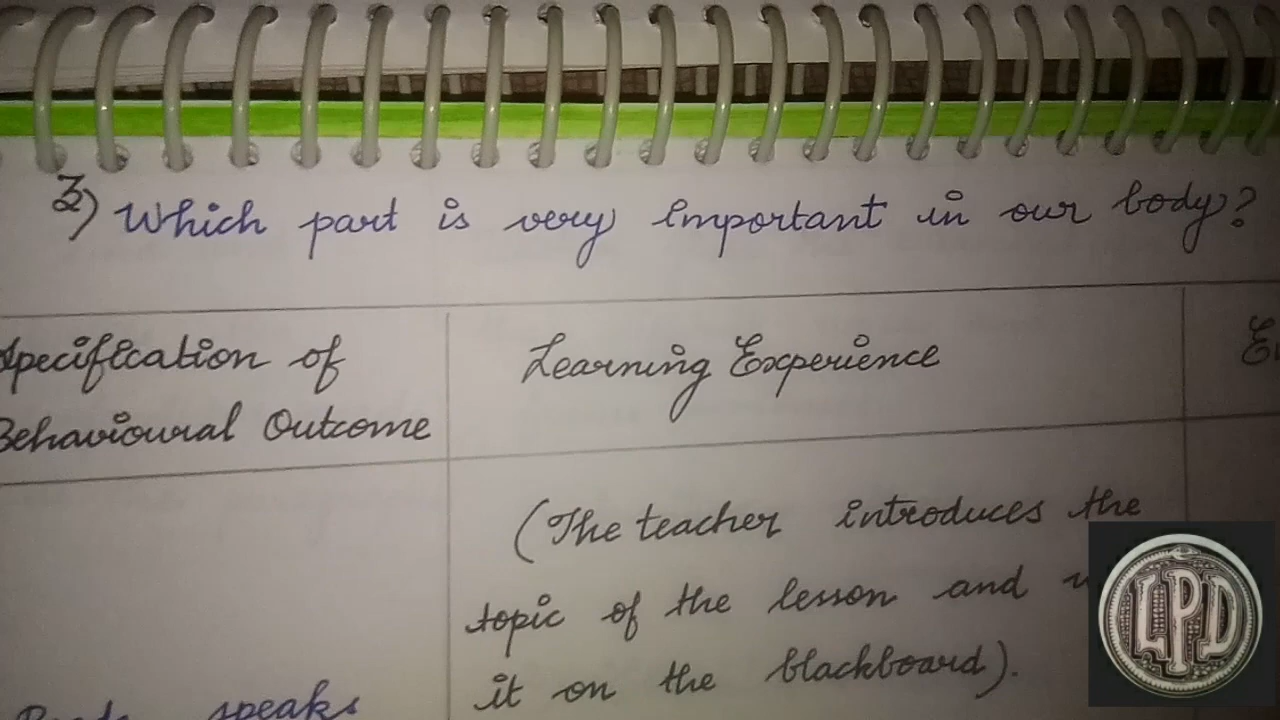 3) Which part is very important in our body?
Specification of
Behavioural Outcome
Learning Experience
(The teacher introduces the
topic of the lesson and
it on the blackboard).
speaks
LPD